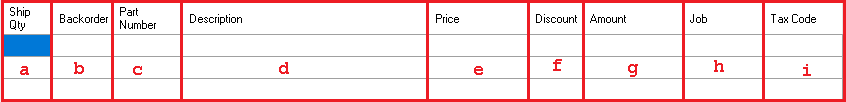 Ship Qty Backorder Part Number Description Price Discount Amount Job Tax Code
a b c d e f g h i